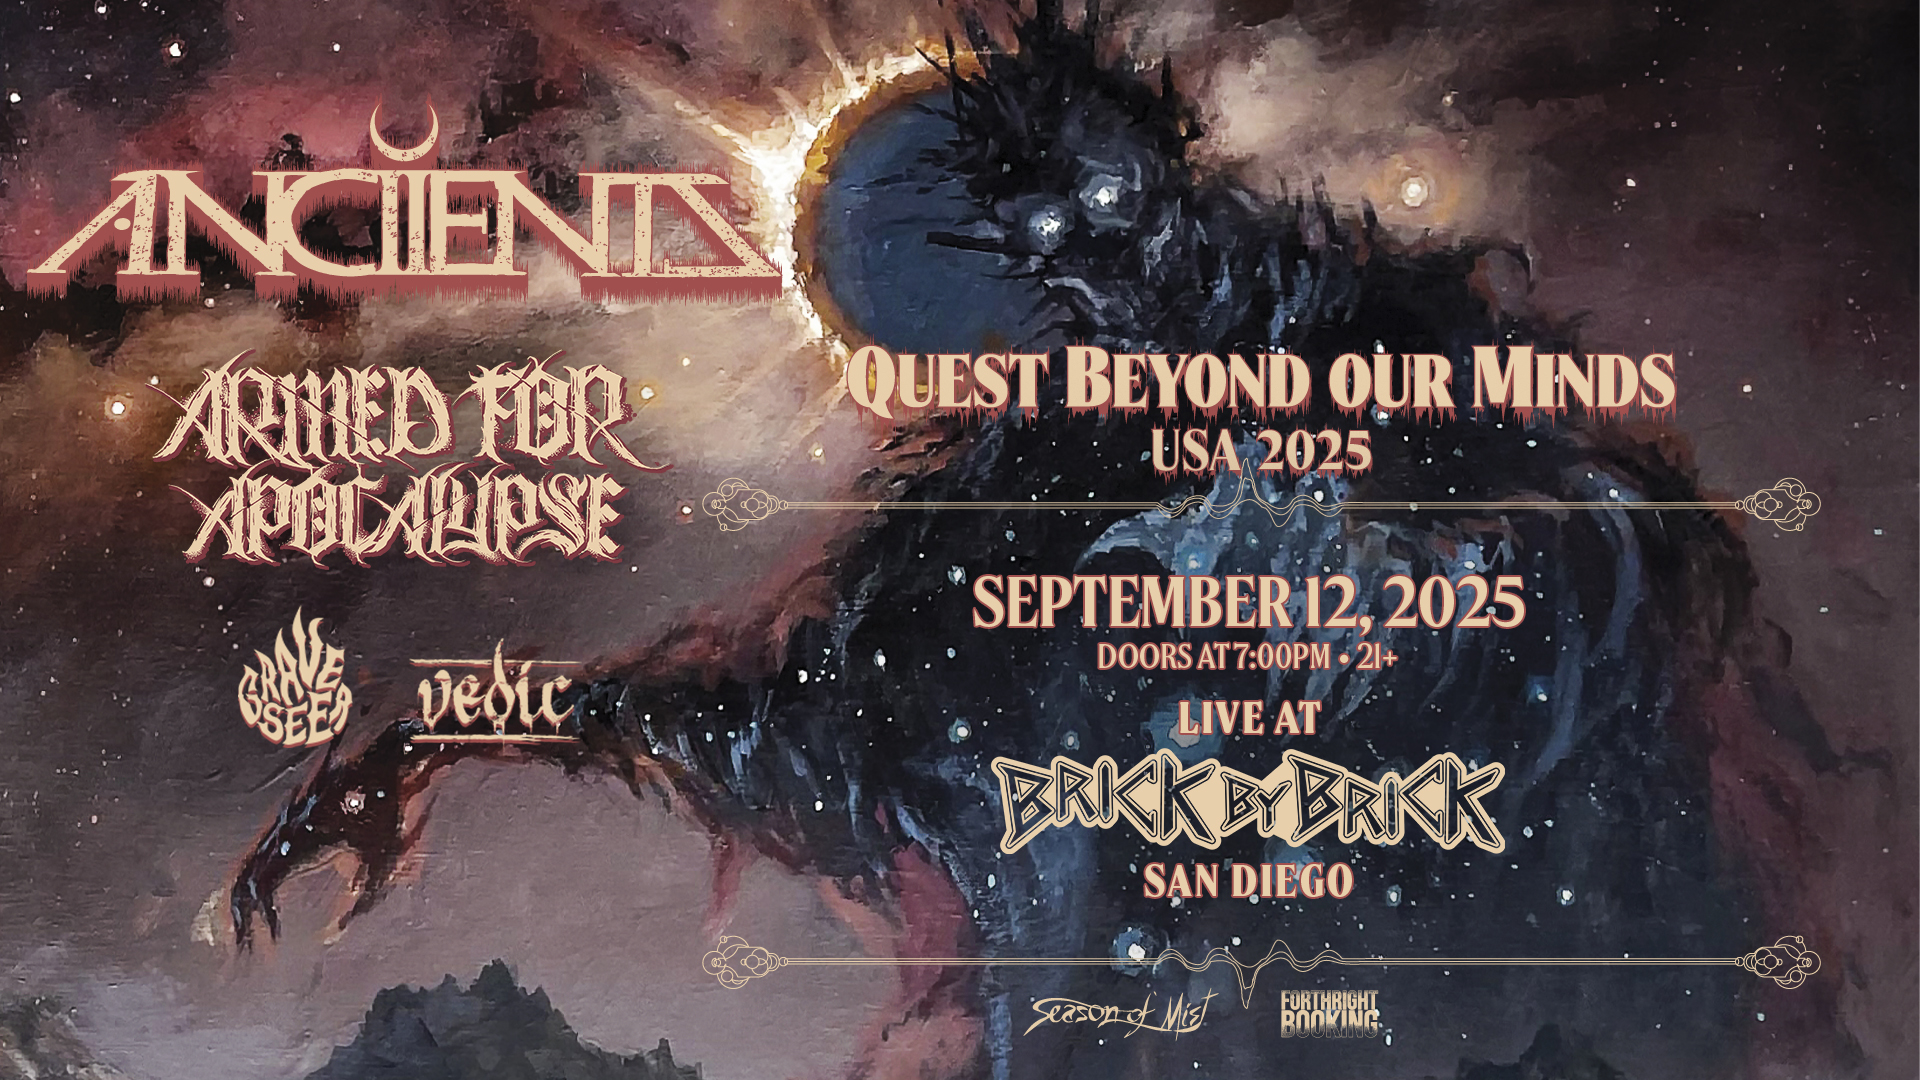 ANCIIENTS
ARMED FOR
APOCALYPSE
GRAVE
SEER
vedic
QUEST BEYOND OUR MINDS
USA 2025
SEPTEMBER 12, 2025
DOORS AT 7:00PM • 21+
LIVE AT
BRICK BY BRICK
SAN DIEGO
Season of Mist
FORTHRIGHT
BOOKING